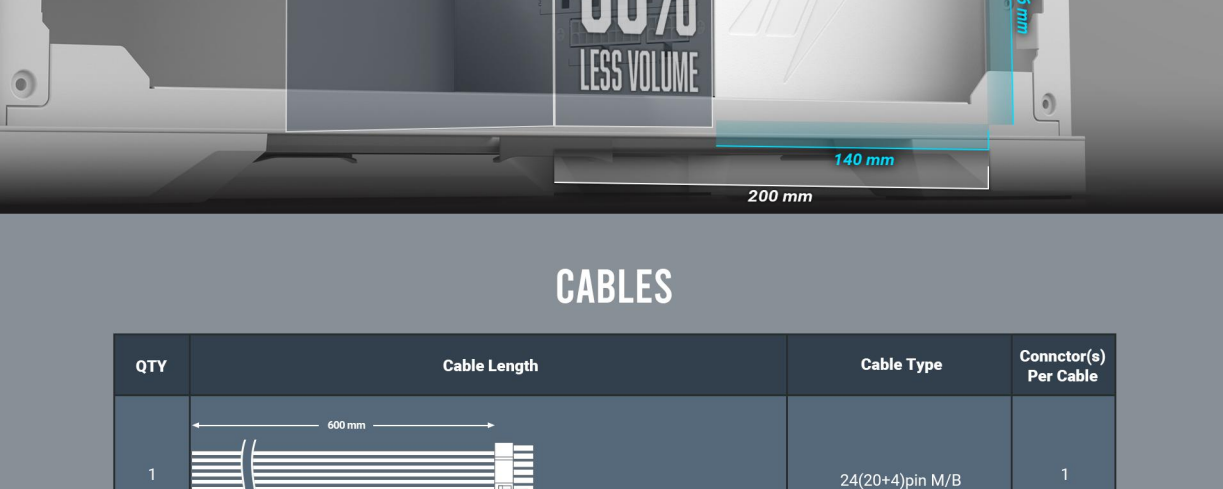 LESS VOLUME
140 mm
200 mm
CABLES
QTY
Cable Length
Cable Type
Connctor(s)
Per Cable
600 mm
1
24(20+4)pin M/B
1